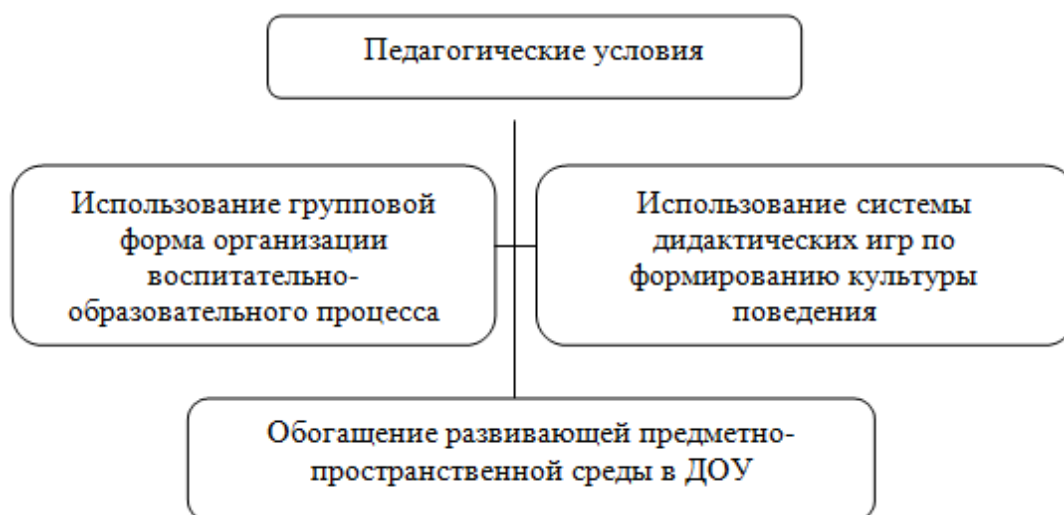 Педагогические условия
Использование групповой
форма организации
воспитательно-
образовательного процесса
Использование системы
дидактических игр по
формированию культуры
поведения
Обогащение развивающей предметно-
пространственной среды в ДОУ